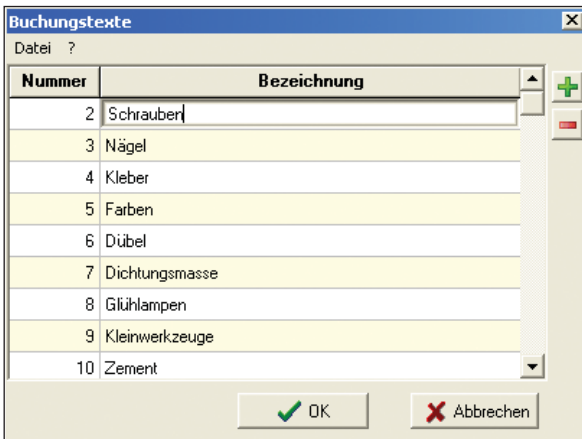 Buchungstexte
Datei ?
Nummer Bezeichnung
2 Schrauben
3 Nägel
4 Kleber
5 Farben
6 Dübel
7 Dichtungsmasse
8 Glühlampen
9 Kleinwerkzeuge
10 Zement
OK Abbrechen